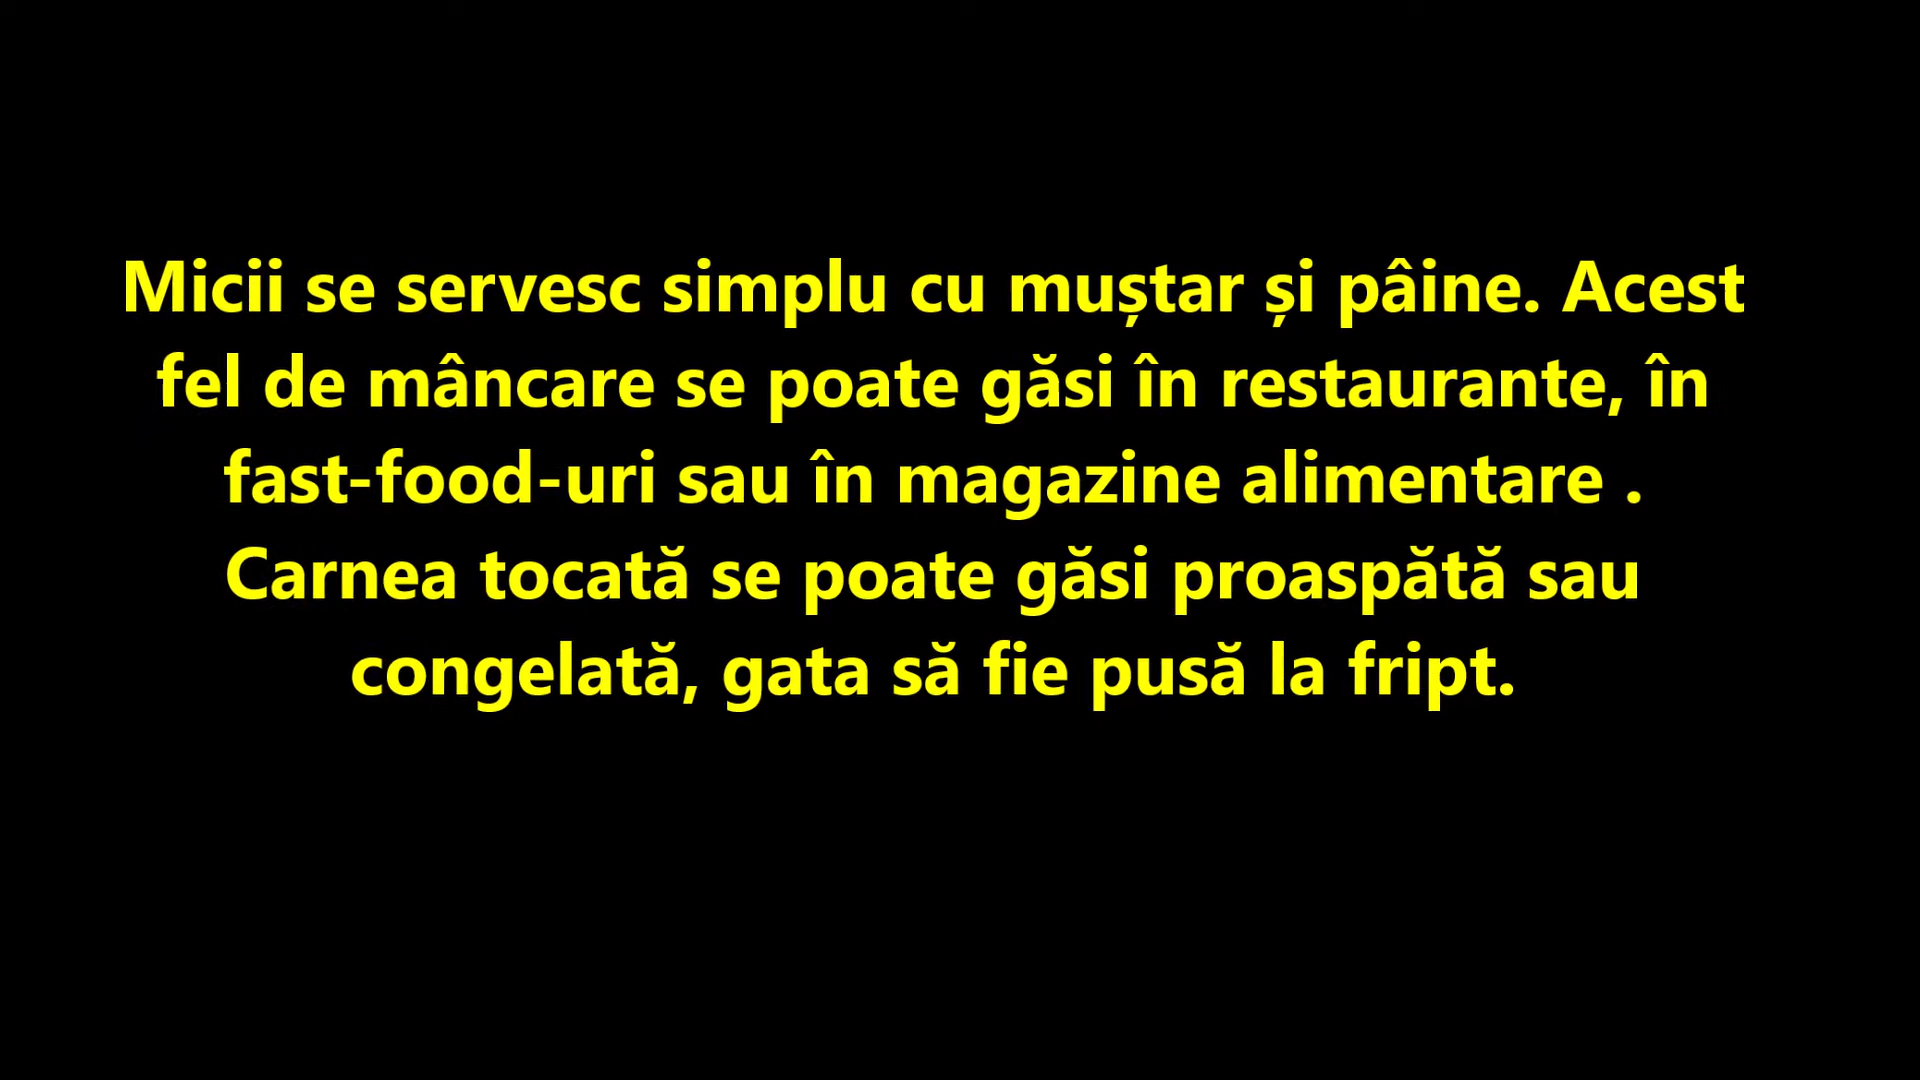 Micii se servesc simplu cu muștar și pâine. Acest
fel de mâncare se poate găsi în restaurante, în
fast-food-uri sau în magazine alimentare .
Carnea tocată se poate găsi proaspătă sau
congelată, gata să fie pusă la fript.